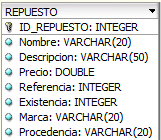 REPUESTO
ID_REPUESTO: INTEGER
Nombre: VARCHAR(20)
Descripcion: VARCHAR(50)
Precio: DOUBLE
Referencia: INTEGER
Existencia: INTEGER
Marca: VARCHAR(20)
Procedencia: VARCHAR(20)